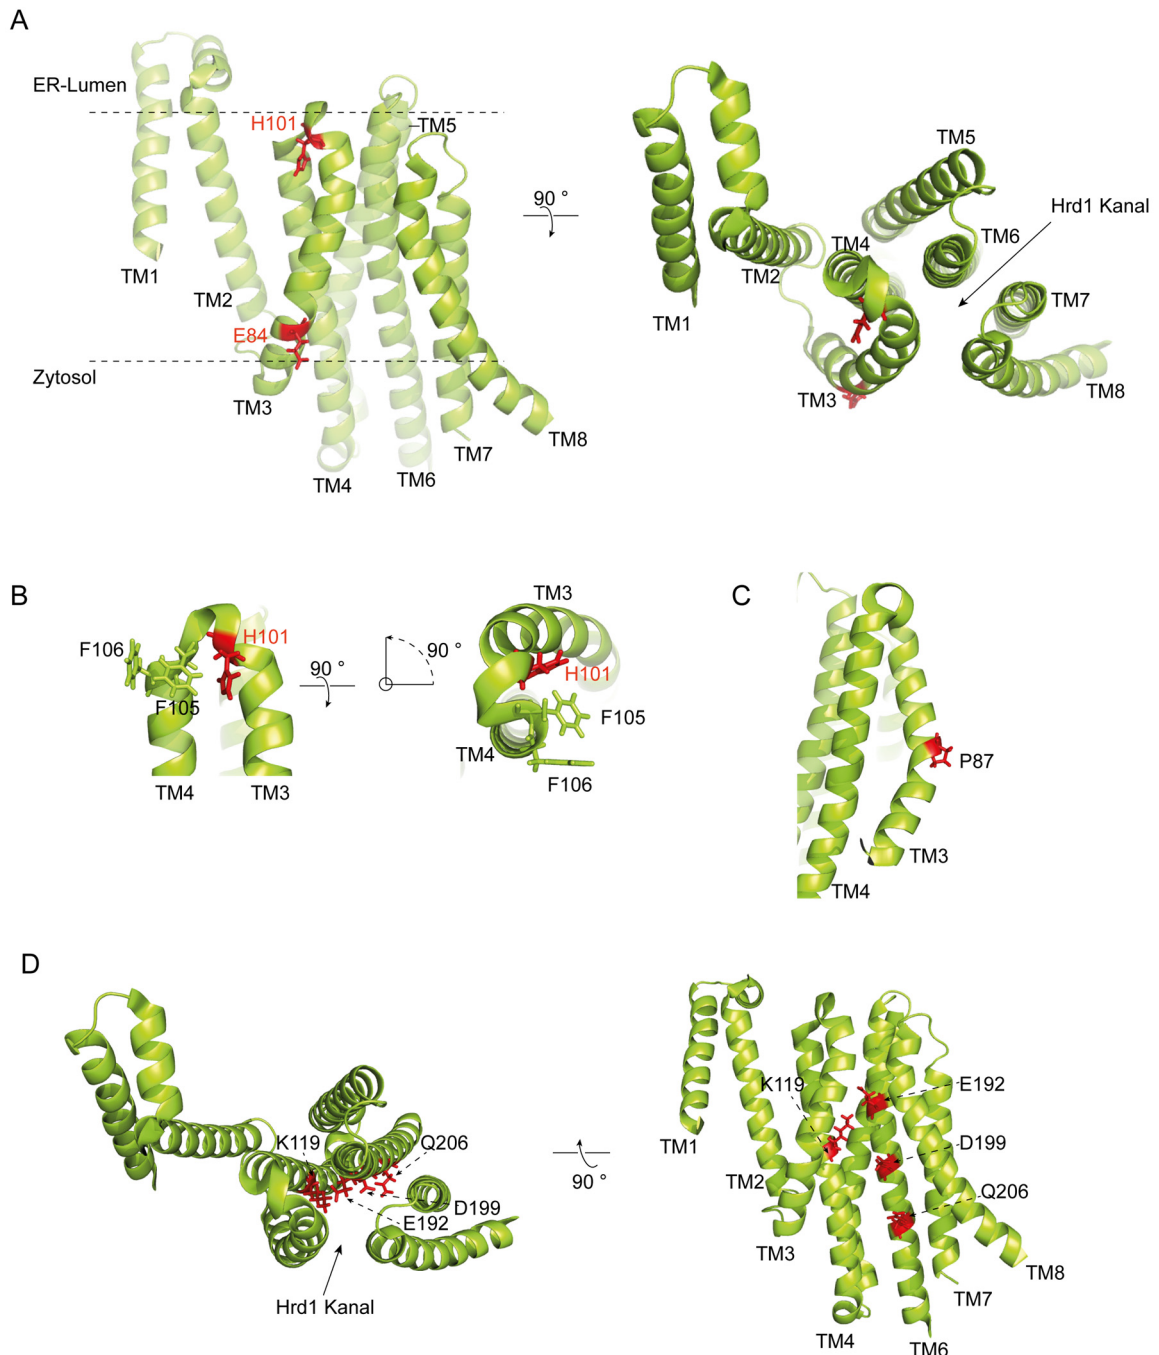 A
ER-Lumen
H101
TM5
TM1
TM2
E84
Zytosol
TM3
TM8
TM7
TM6
TM4
90 °
TM5
Hrd1 Kanal
TM4
TM6
TM2
TM7
TM1
TM3
TM8
B
F106
H101
F105
TM4
TM3
90 °
90 °
TM3
H101
F105
TM4
F106
C
P87
TM3
TM4
D
K119
Q206
D199
E192
Hrd1 Kanal
90 °
K119
E192
TM1
D199
TM2
Q206
TM3
TM8
TM7
TM4
TM6